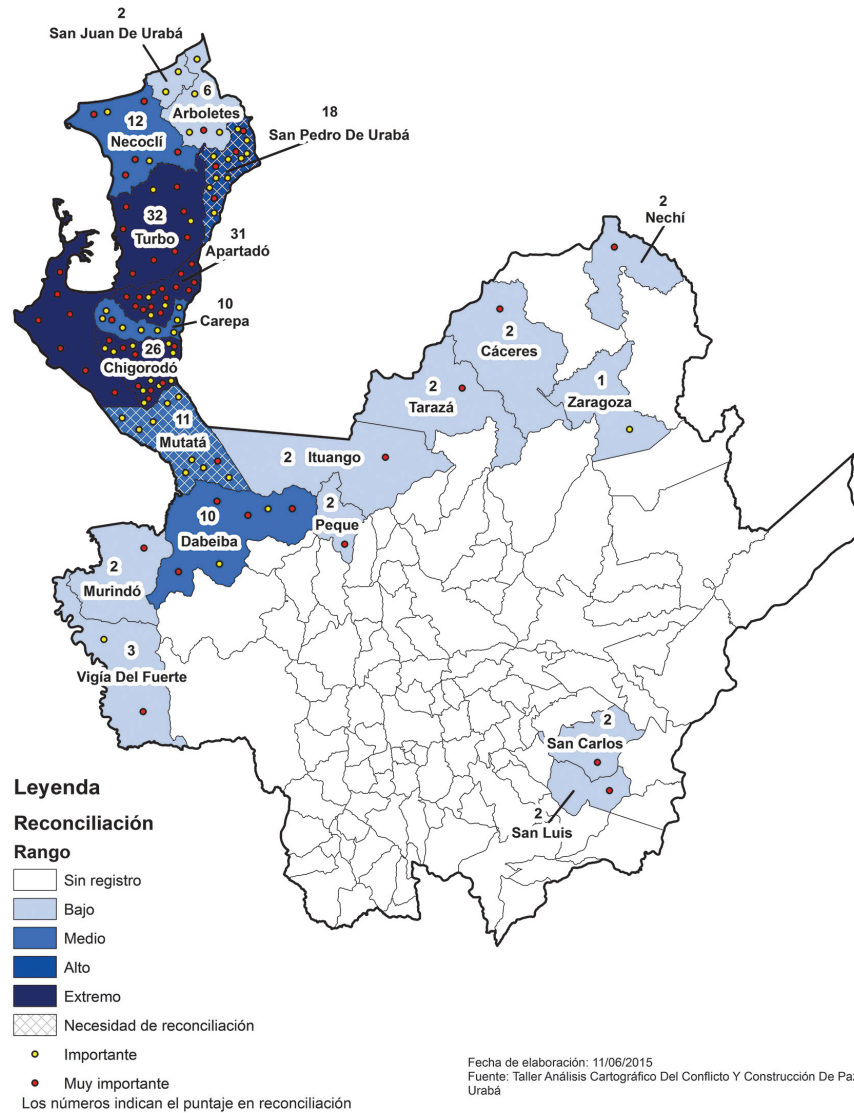 2
San Juan De Urabá
6
Arboletes
18
San Pedro De Urabá
12
Necoclí
32
Turbo
31
Apartadó
10
Carepa
26
Chigorodó
11
Mutatá
2
Nechí
2
Cáceres
2
Tarazá
1
Zaragoza
2 Ituango
2
Peque
10
Dabeiba
2
Murindó
3
Vigía Del Fuerte
2
San Carlos
2
San Luis
Leyenda
Reconciliación
Rango
Sin registro
Bajo
Medio
Alto
Extremo
Necesidad de reconciliación
Importante
Muy importante
Los números indican el puntaje en reconciliación
Fecha de elaboración: 11/06/2015
Fuente: Taller Análisis Cartográfico Del Conflicto Y Construcción De Paz
Urabá